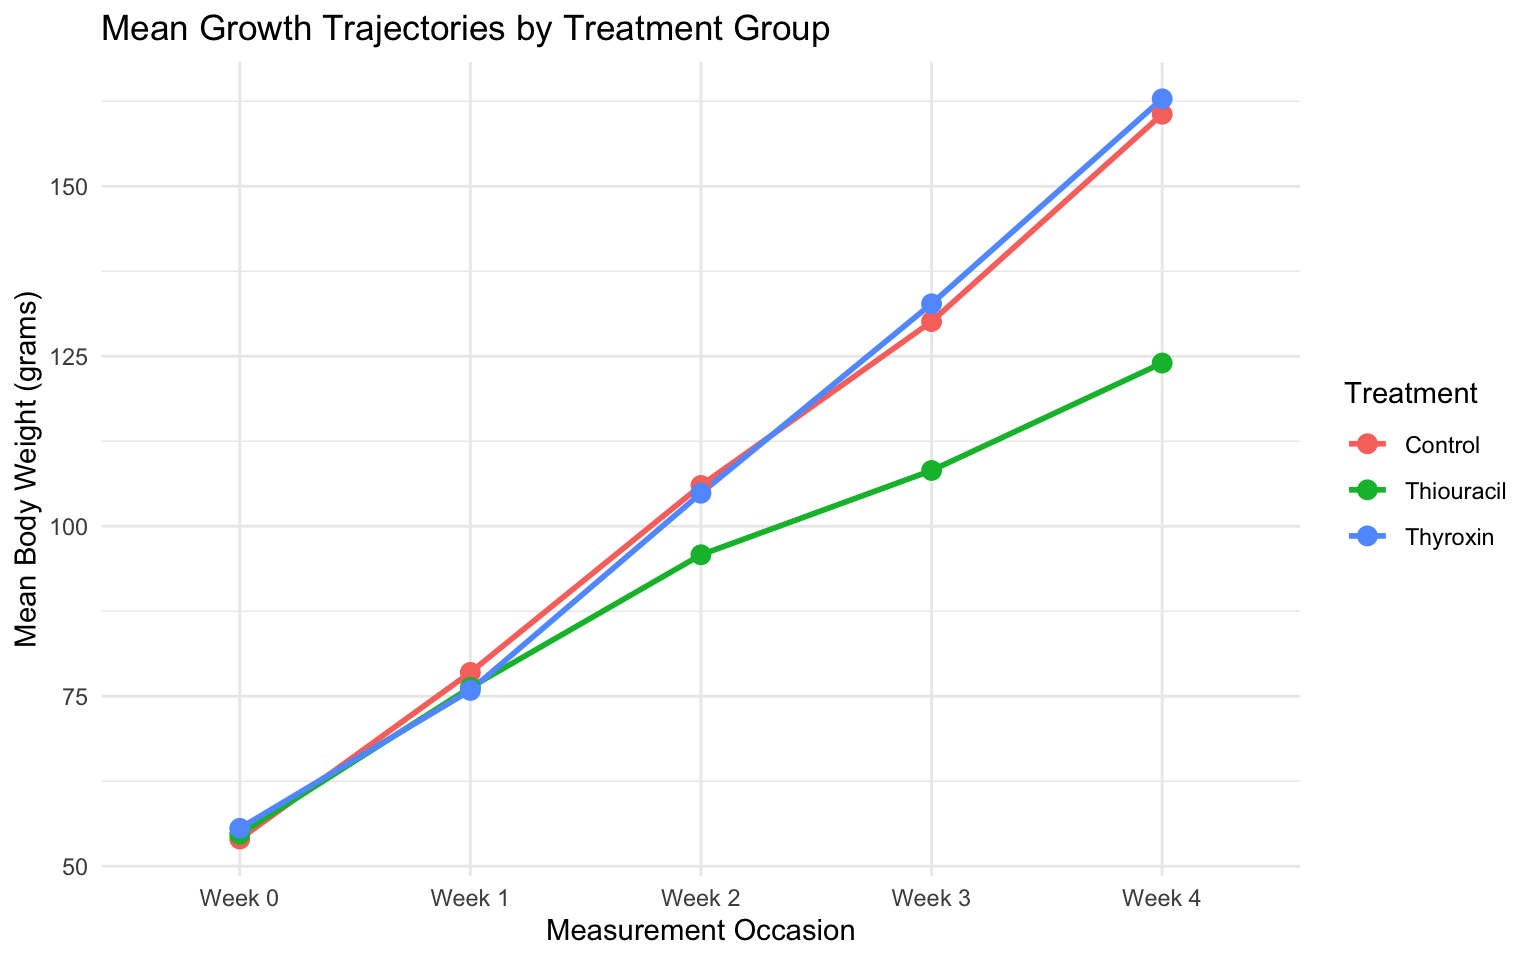 Mean Growth Trajectories by Treatment Group
Mean Body Weight (grams)
150
125
100
75
50
Week 0
Week 1
Week 2
Week 3
Week 4
Measurement Occasion
Treatment
Control
Thiouracil
Thyroxin